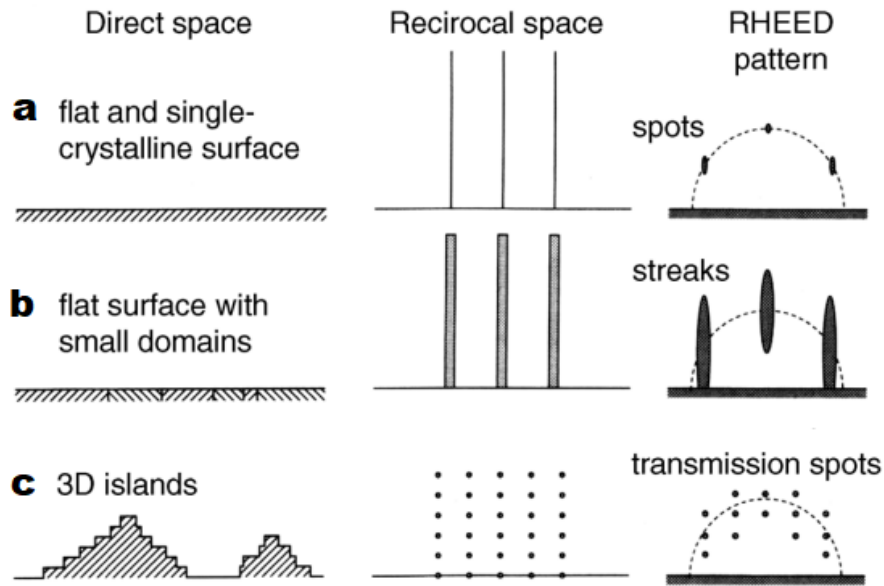 Direct space Recirocal space RHEED
pattern
a flat and single-
crystalline surface
spots
b flat surface with
small domains
streaks
c 3D islands
transmission spots